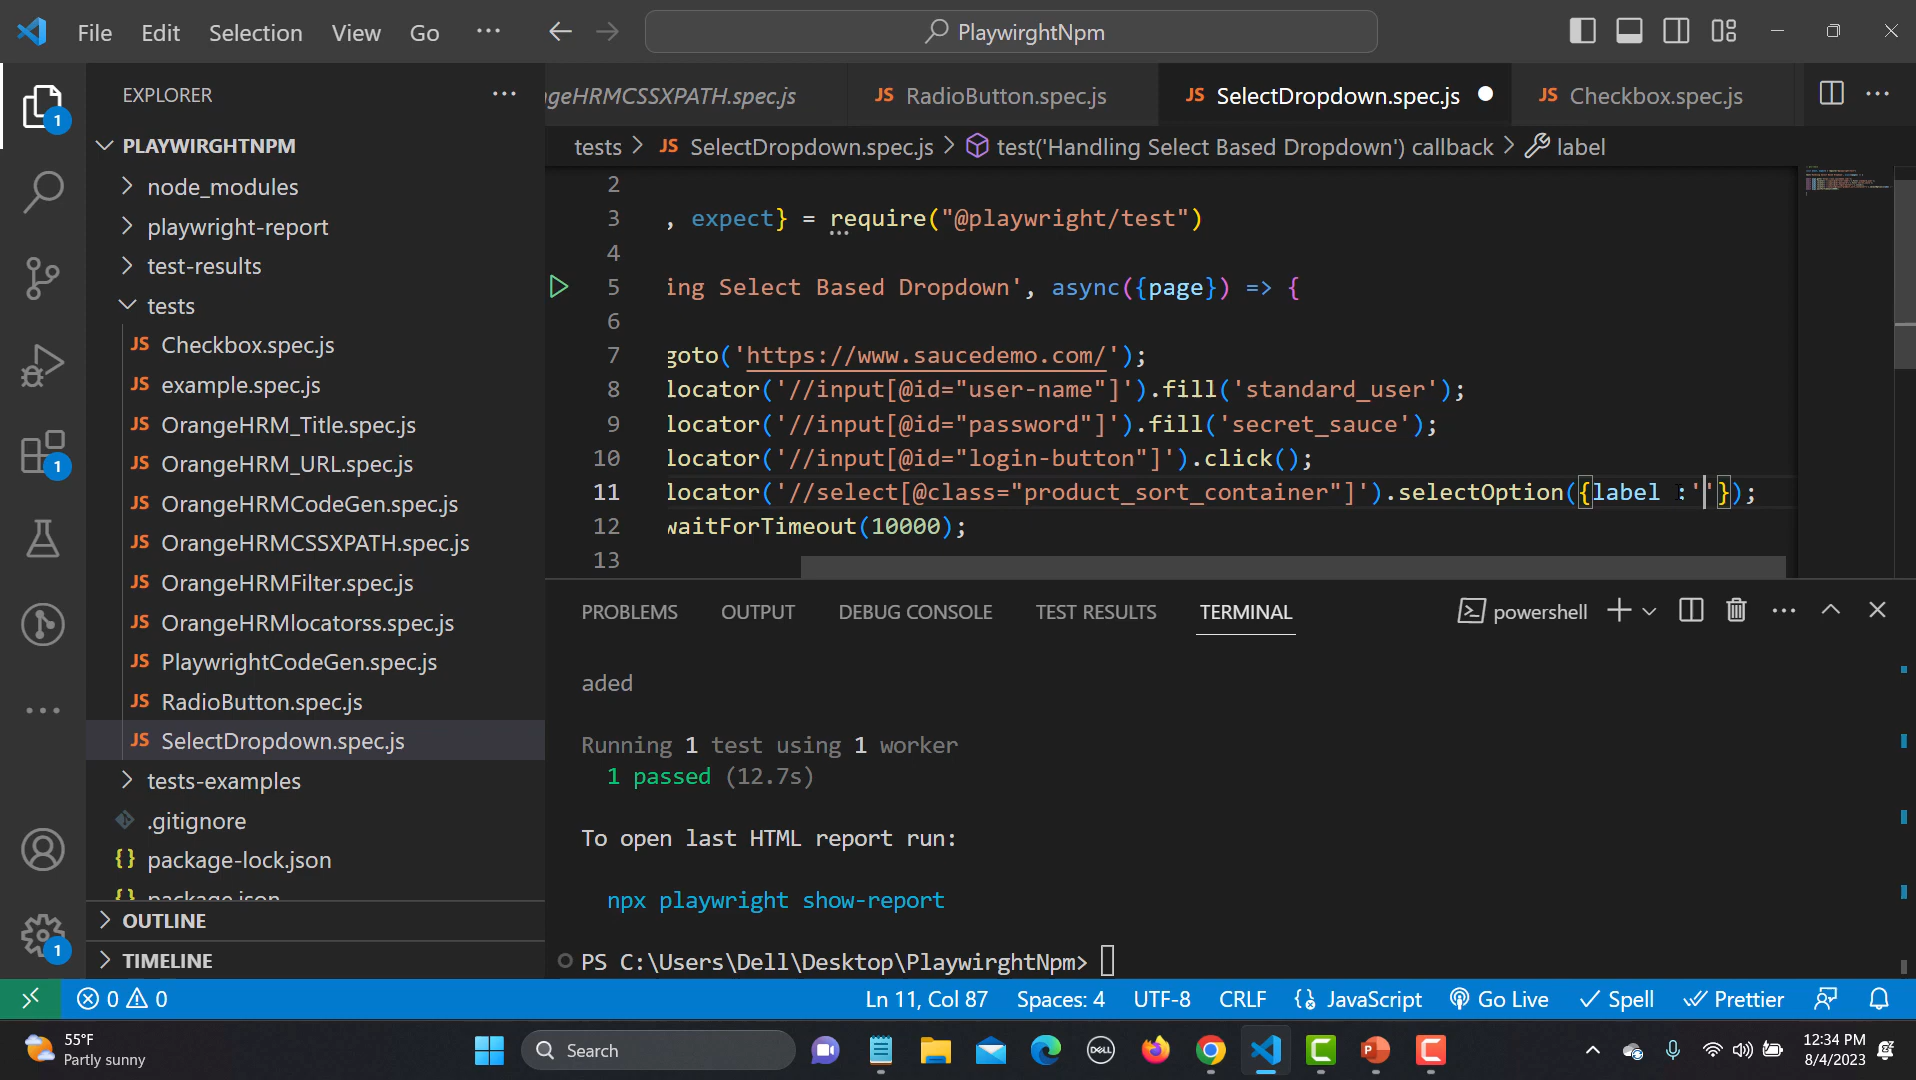 File Edit Selection View Go ··· PlaywirghtNpm
EXPLORER ···
PLAYWIRGHTNPM
node_modules
playwright-report
test-results
tests
JS Checkbox.spec.js
JS example.spec.js
JS OrangeHRM_Title.spec.js
JS OrangeHRM_URL.spec.js
JS OrangeHRMCodeGen.spec.js
JS OrangeHRMCSSXPATH.spec.js
JS OrangeHRMFilter.spec.js
JS OrangeHRMlocatorss.spec.js
JS PlaywrightCodeGen.spec.js
JS RadioButton.spec.js
JS SelectDropdown.spec.js
tests-examples
.gitignore
{} package-lock.json
{} package.json
OUTLINE
TIMELINE
1
1
1
geHRMCSSXPATH.spec.js JS RadioButton.spec.js JS SelectDropdown.spec.js JS Checkbox.spec.js ···
tests > JS SelectDropdown.spec.js > test('Handling Select Based Dropdown') callback > label
2
3 , expect} = require("@playwright/test")
4
5 ing Select Based Dropdown', async({page}) => {
6
7 goto('https://www.saucedemo.com/');
8 locator('//input[@id="user-name"]').fill('standard_user');
9 locator('//input[@id="password"]').fill('secret_sauce');
10 locator('//input[@id="login-button"]').click();
11 locator('//select[@class="product_sort_container"]').selectOption({label :''});
12 waitForTimeout(10000);
13
PROBLEMS OUTPUT DEBUG CONSOLE TEST RESULTS TERMINAL powershell
aded
Running 1 test using 1 worker
1 passed (12.7s)
To open last HTML report run:
npx playwright show-report
PS C:\Users\Dell\Desktop\PlaywirghtNpm>
0 0 Ln 11, Col 87 Spaces: 4 UTF-8 CRLF {} JavaScript Go Live Spell Prettier
55°F
Partly sunny
Search
DELL
12:34 PM
8/4/2023